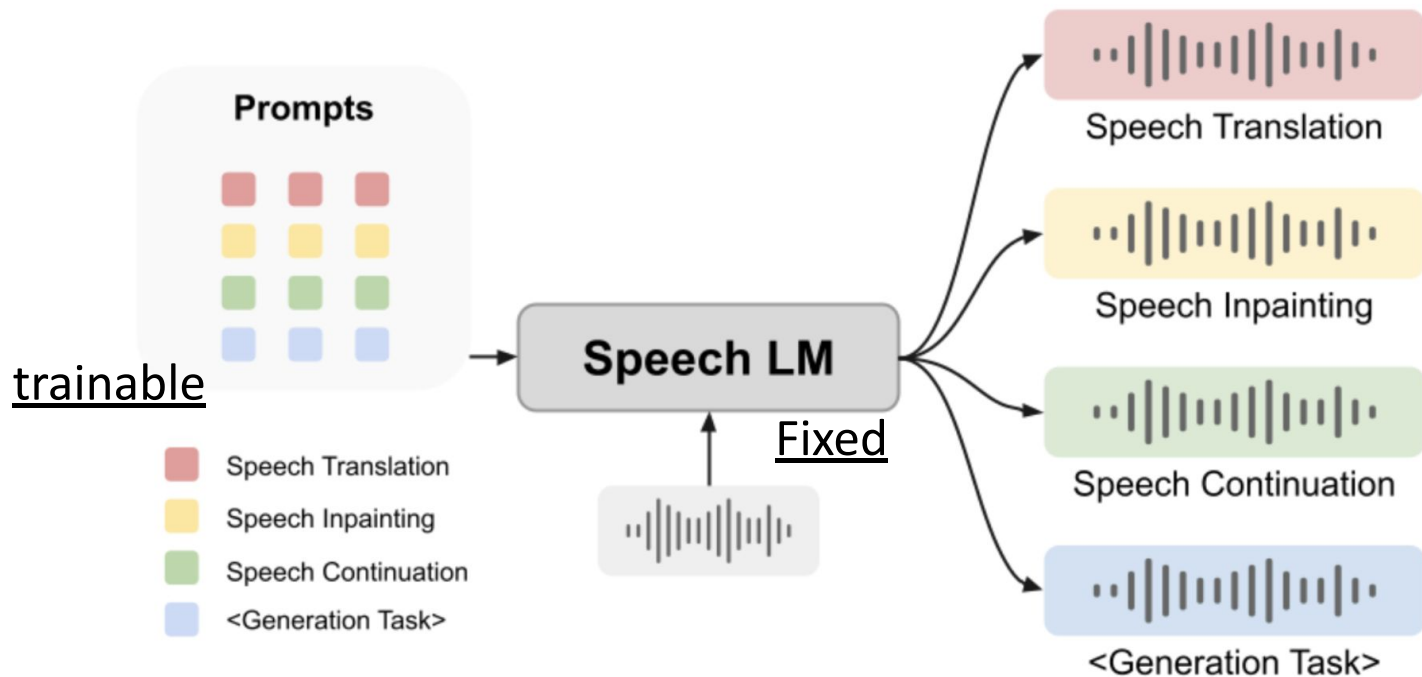 Prompts
trainable
Speech Translation
Speech Inpainting
Speech Continuation
<Generation Task>
Speech LM
Fixed
Speech Translation
Speech Inpainting
Speech Continuation
<Generation Task>